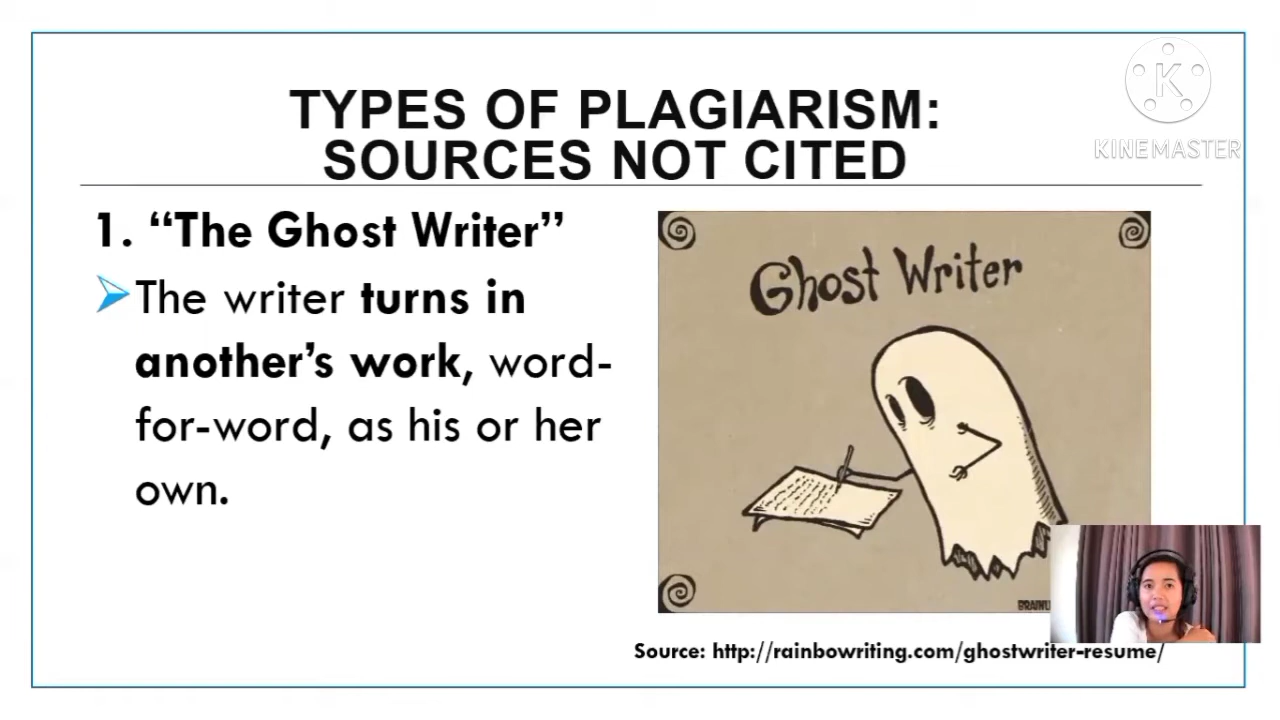 TYPES OF PLAGIARISM:
SOURCES NOT CITED
K
KINEMASTER
1. “The Ghost Writer”
The writer turns in
another’s work, word-
for-word, as his or her
own.
Ghost Writer
Source: http://rainbowriting.com/ghostwriter-resume/